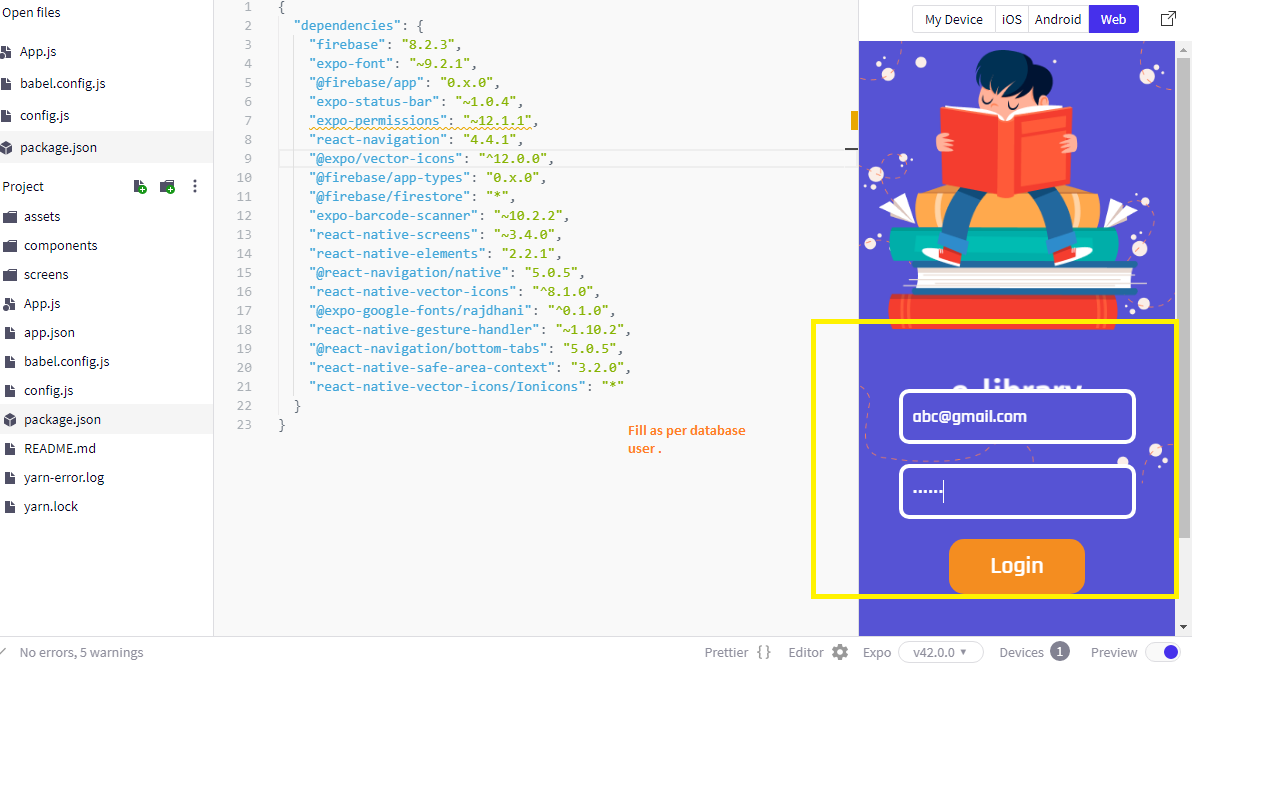 Open files
App.js
babel.config.js
config.js
package.json
Project
assets
components
screens
App.js
app.json
babel.config.js
config.js
package.json
README.md
yarn-error.log
yarn.lock
1 {
2 "dependencies": {
3 "firebase": "8.2.3",
4 "expo-font": "~9.2.1",
5 "@firebase/app": "0.x.0",
6 "expo-status-bar": "~1.0.4",
7 "expo-permissions": "~12.1.1",
8 "react-navigation": "4.4.1",
9 "@expo/vector-icons": "^12.0.0",
10 "@firebase/app-types": "0.x.0",
11 "@firebase/firestore": "*",
12 "expo-barcode-scanner": "~10.2.2",
13 "react-native-screens": "~3.4.0",
14 "react-native-elements": "2.2.1",
15 "@react-navigation/native": "5.0.5",
16 "react-native-vector-icons": "^8.1.0",
17 "@expo-google-fonts/rajdhani": "^0.1.0",
18 "react-native-gesture-handler": "~1.10.2",
19 "@react-navigation/bottom-tabs": "5.0.5",
20 "react-native-safe-area-context": "3.2.0",
21 "react-native-vector-icons/Ionicons": "*"
22 }
23 }
Fill as per database
user .
My Device iOS Android Web
e-library
abc@gmail.com
••••••
Login
No errors, 5 warnings
Prettier {} Editor Expo v42.0.0 Devices 1 Preview